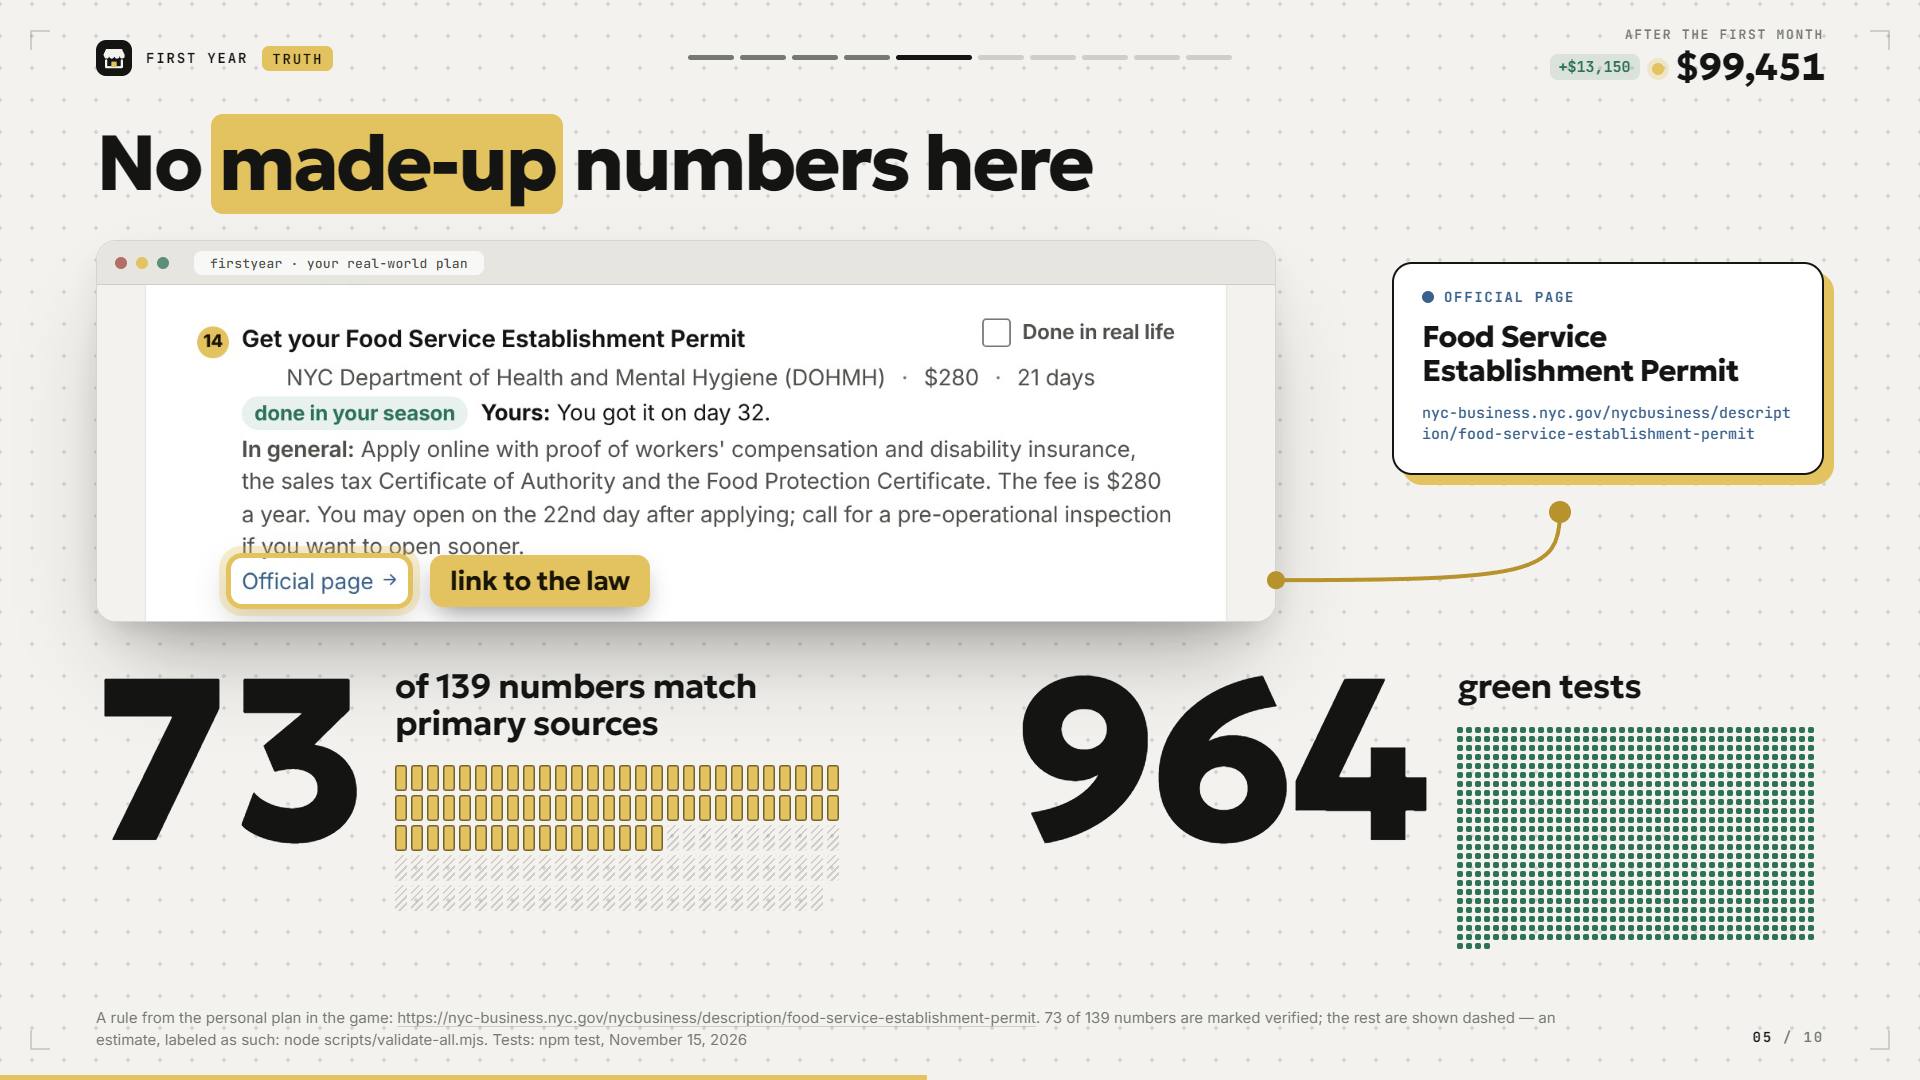 FIRST YEAR TRUTH
AFTER THE FIRST MONTH
+$13,150 $99,451
No made-up numbers here
firstyear · your real-world plan
14 Get your Food Service Establishment Permit
Done in real life
NYC Department of Health and Mental Hygiene (DOHMH) · $280 · 21 days
done in your season Yours: You got it on day 32.
In general: Apply online with proof of workers' compensation and disability insurance,
the sales tax Certificate of Authority and the Food Protection Certificate. The fee is $280
a year. You may open on the 22nd day after applying; call for a pre-operational inspection
if you want to open sooner.
Official page →
link to the law
OFFICIAL PAGE
Food Service
Establishment Permit
nyc-business.nyc.gov/nycbusiness/descript
ion/food-service-establishment-permit
73
of 139 numbers match
primary sources
964
green tests
A rule from the personal plan in the game: https://nyc-business.nyc.gov/nycbusiness/description/food-service-establishment-permit. 73 of 139 numbers are marked verified; the rest are shown dashed — an
estimate, labeled as such: node scripts/validate-all.mjs. Tests: npm test, November 15, 2026
05 / 10